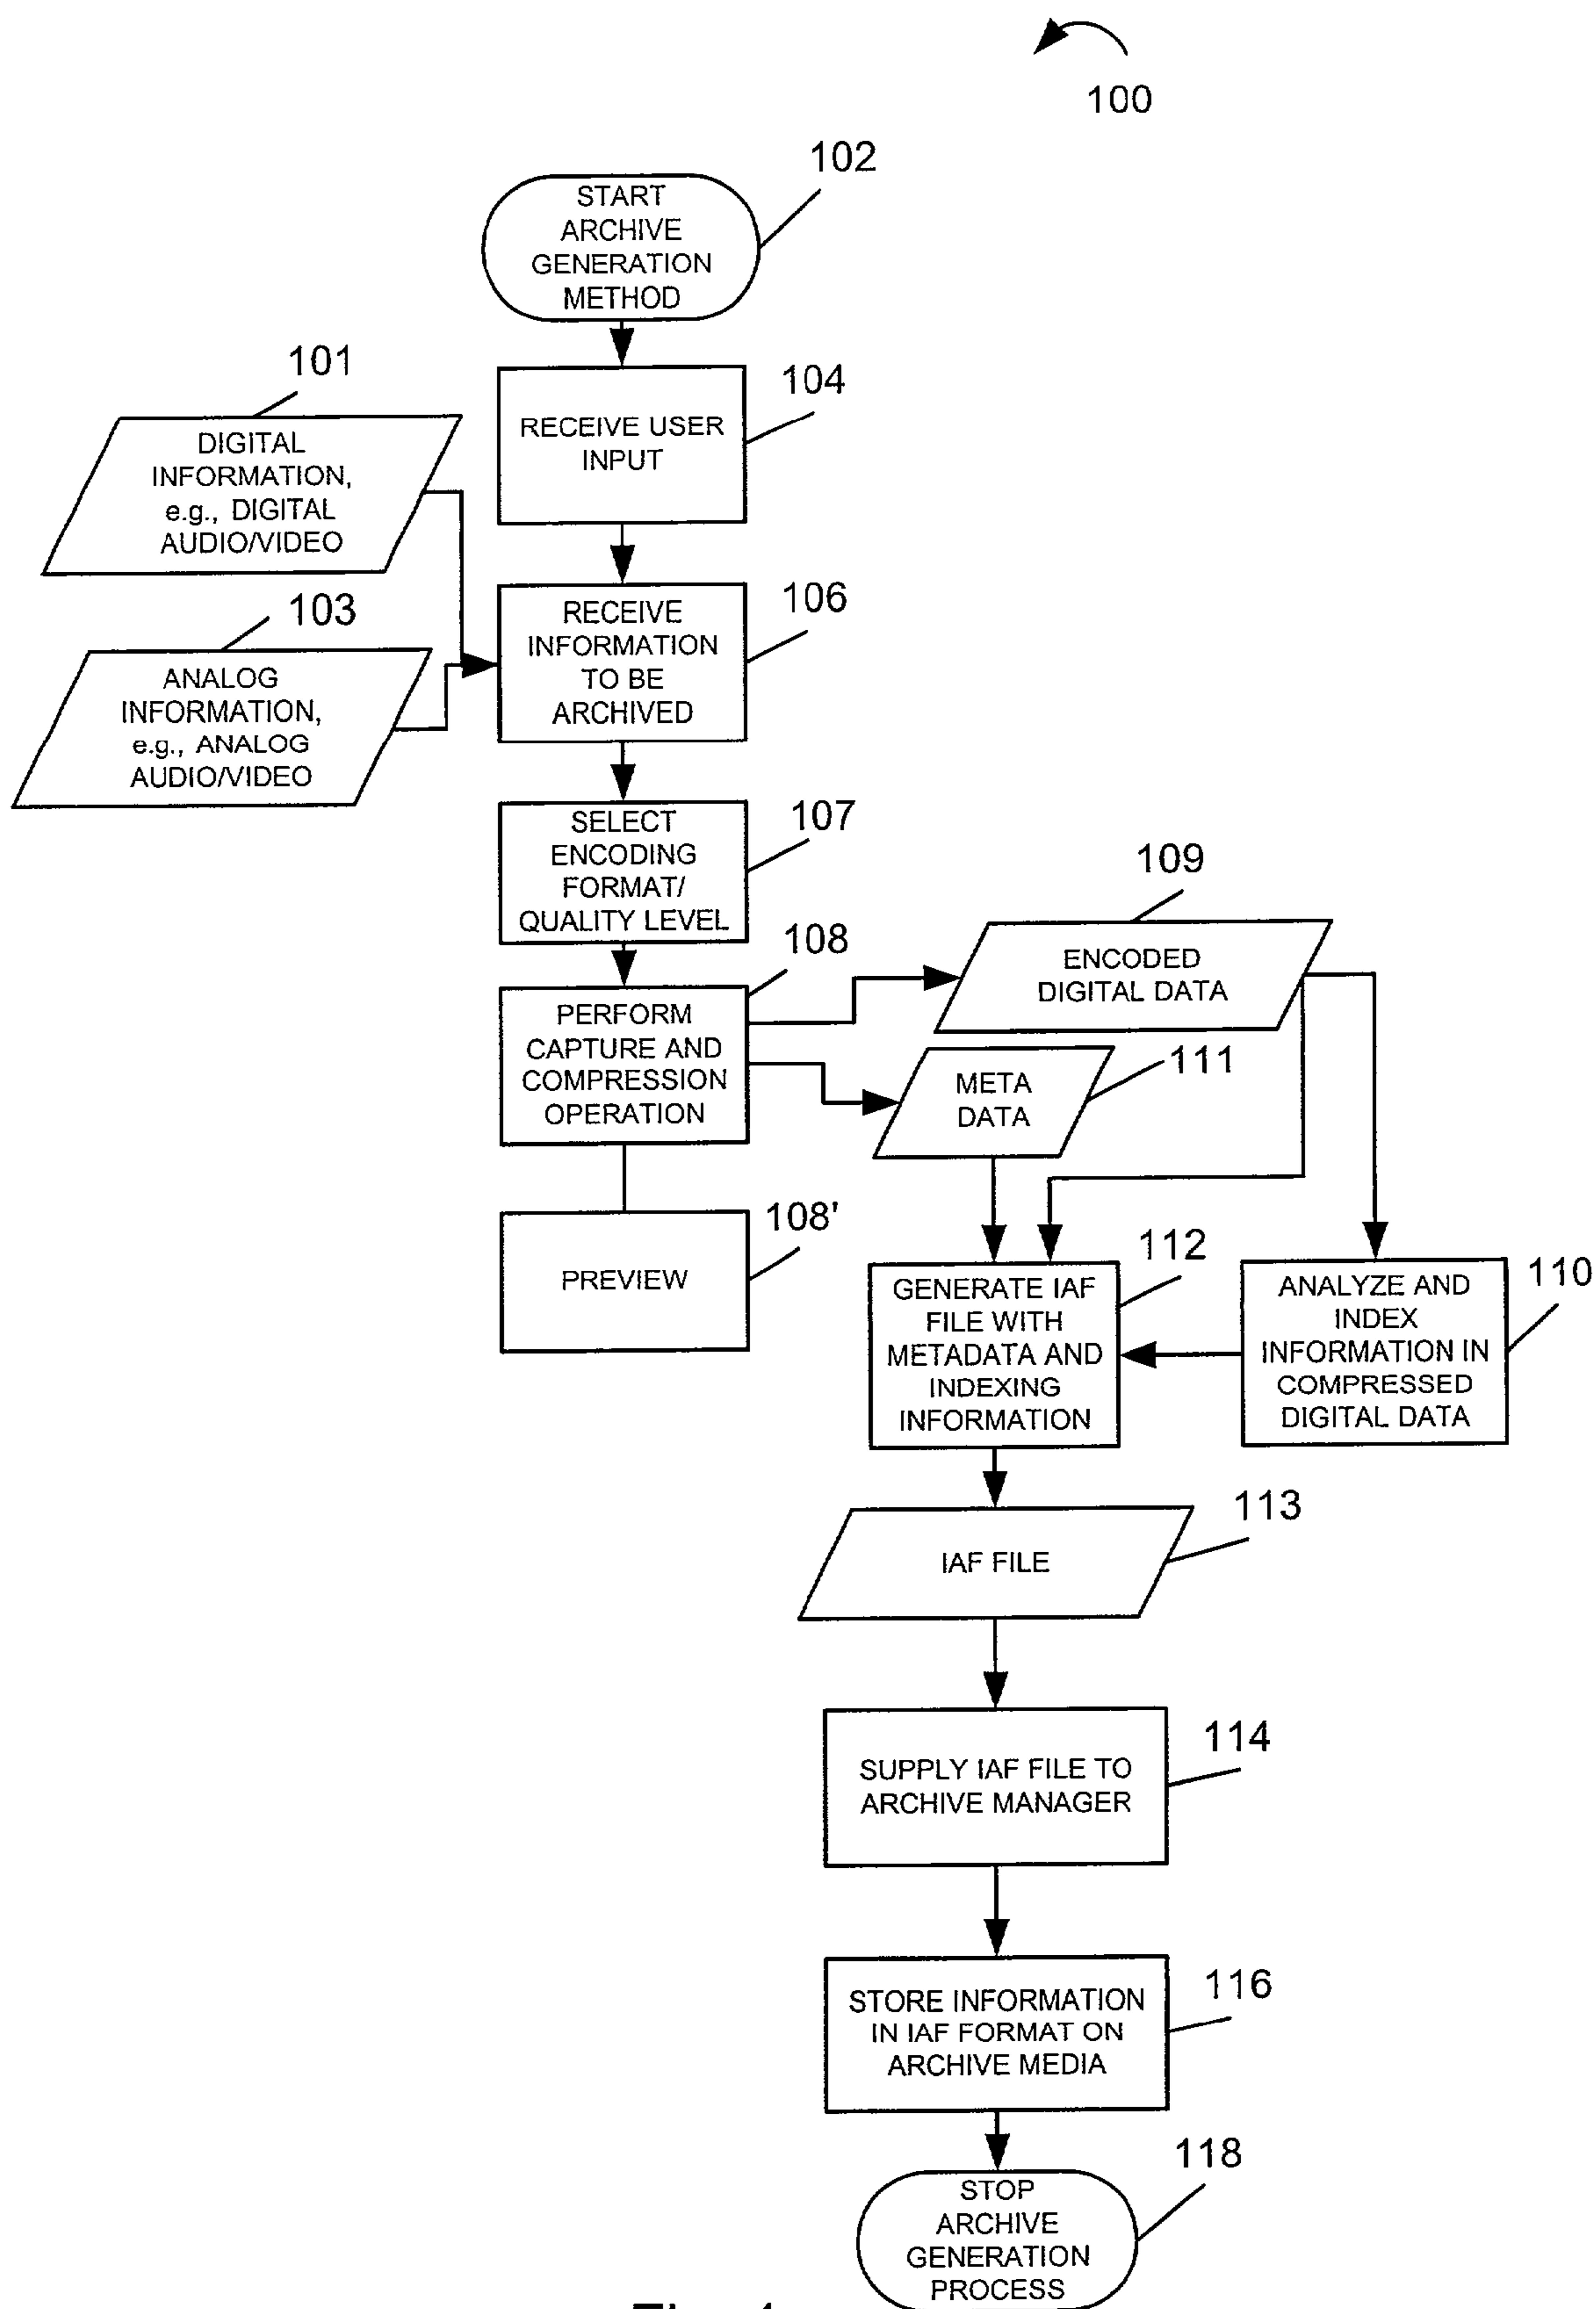 100
102
START
ARCHIVE
GENERATION
METHOD
101
DIGITAL
INFORMATION,
e.g., DIGITAL
AUDIO/VIDEO
104
RECEIVE USER
INPUT
103
ANALOG
INFORMATION,
e.g., ANALOG
AUDIO/VIDEO
106
RECEIVE
INFORMATION
TO BE
ARCHIVED
107
SELECT
ENCODING
FORMAT/
QUALITY LEVEL
108
PERFORM
CAPTURE AND
COMPRESSION
OPERATION
109
ENCODED
DIGITAL DATA
111
META
DATA
108'
PREVIEW
112
GENERATE IAF
FILE WITH
METADATA AND
INDEXING
INFORMATION
110
ANALYZE AND
INDEX
INFORMATION IN
COMPRESSED
DIGITAL DATA
113
IAF FILE
114
SUPPLY IAF FILE TO
ARCHIVE MANAGER
116
STORE INFORMATION
IN IAF FORMAT ON
ARCHIVE MEDIA
118
STOP
ARCHIVE
GENERATION
PROCESS